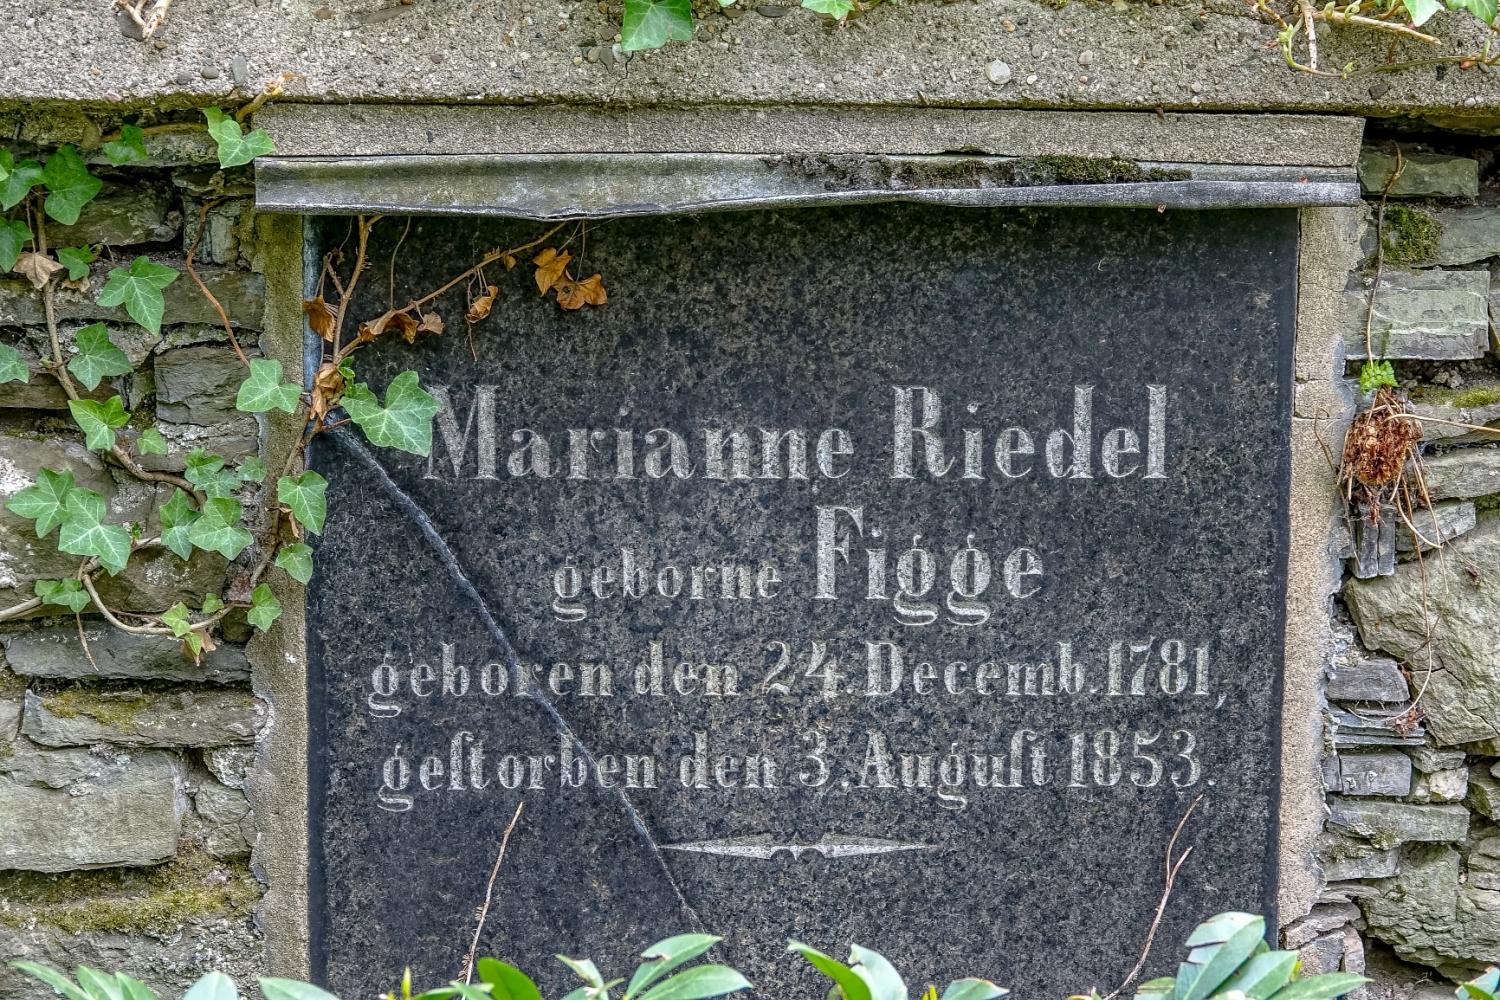 Marianne Riedel
geborne Figge
geboren den 24. Decemb. 1781,
geſtorben den 3. Auguſt 1853.